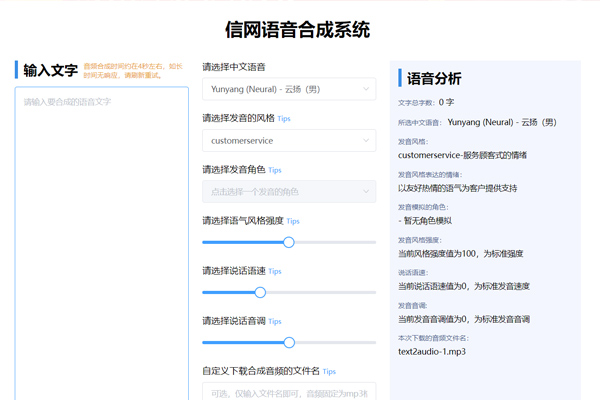 信网语音合成系统
输入文字
音频合成时间约在4秒左右、如长
时间无响应，请刷新重试。
请输入要合成的语音文字
请选择中文语音
Yunyang (Neural) - 云扬（男）
请选择发音的风格 Tips
customerservice
请选择发音角色 Tips
点击选择一个发音的角色
请选择语气风格强度 Tips
请选择说话语速 Tips
请选择说话音调 Tips
自定义下载合成音频的文件名 Tips
可选，仅输入文件名即可，音频固定为mp3格
语音分析
文字总字数： 0 字
所选中文语音： Yunyang (Neural) - 云扬（男）
发音风格：
customerservice-服务顾客式的情绪
发音风格表达的情绪：
以友好热情的语气为客户提供支持
发音模拟的角色：
- 暂无角色模拟
发音风格强度：
当前风格强度值为100，为标准强度
说话语速：
当前说话语速值为0，为标准发音速度
发音音调：
当前发音音调值为0，为标准发音音调
本次下载的音频文件名：
text2audio-1.mp3